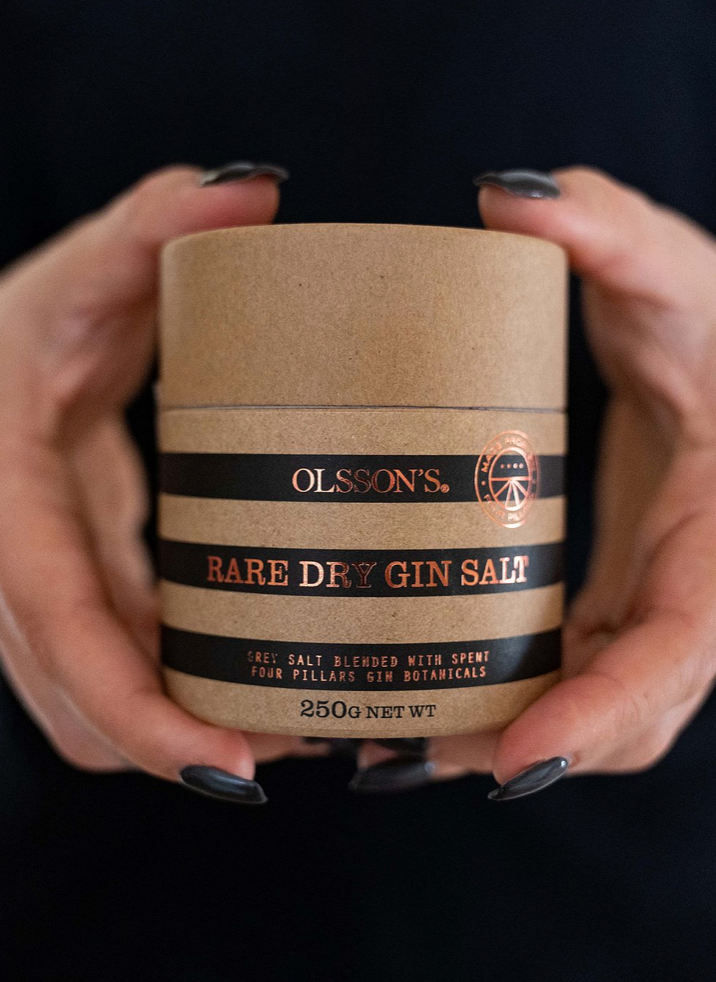 OLSSON'S®
RARE DRY GIN SALT
GREY SALT BLENDED WITH SPENT
FOUR PILLARS GIN BOTANICALS
250G NET WT